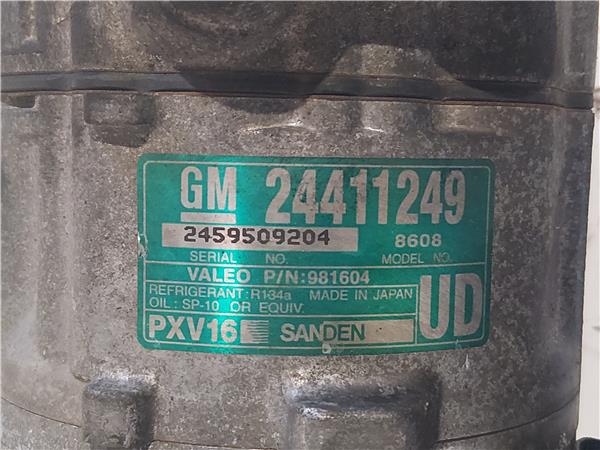 GM 24411249
2459509204 8608
SERIAL NO. MODEL NO.
VALEO P/N:981604
REFRIGERANT:R134a MADE IN JAPAN
OIL: SP-10 OR EQUIV.
PXV16 SANDEN UD